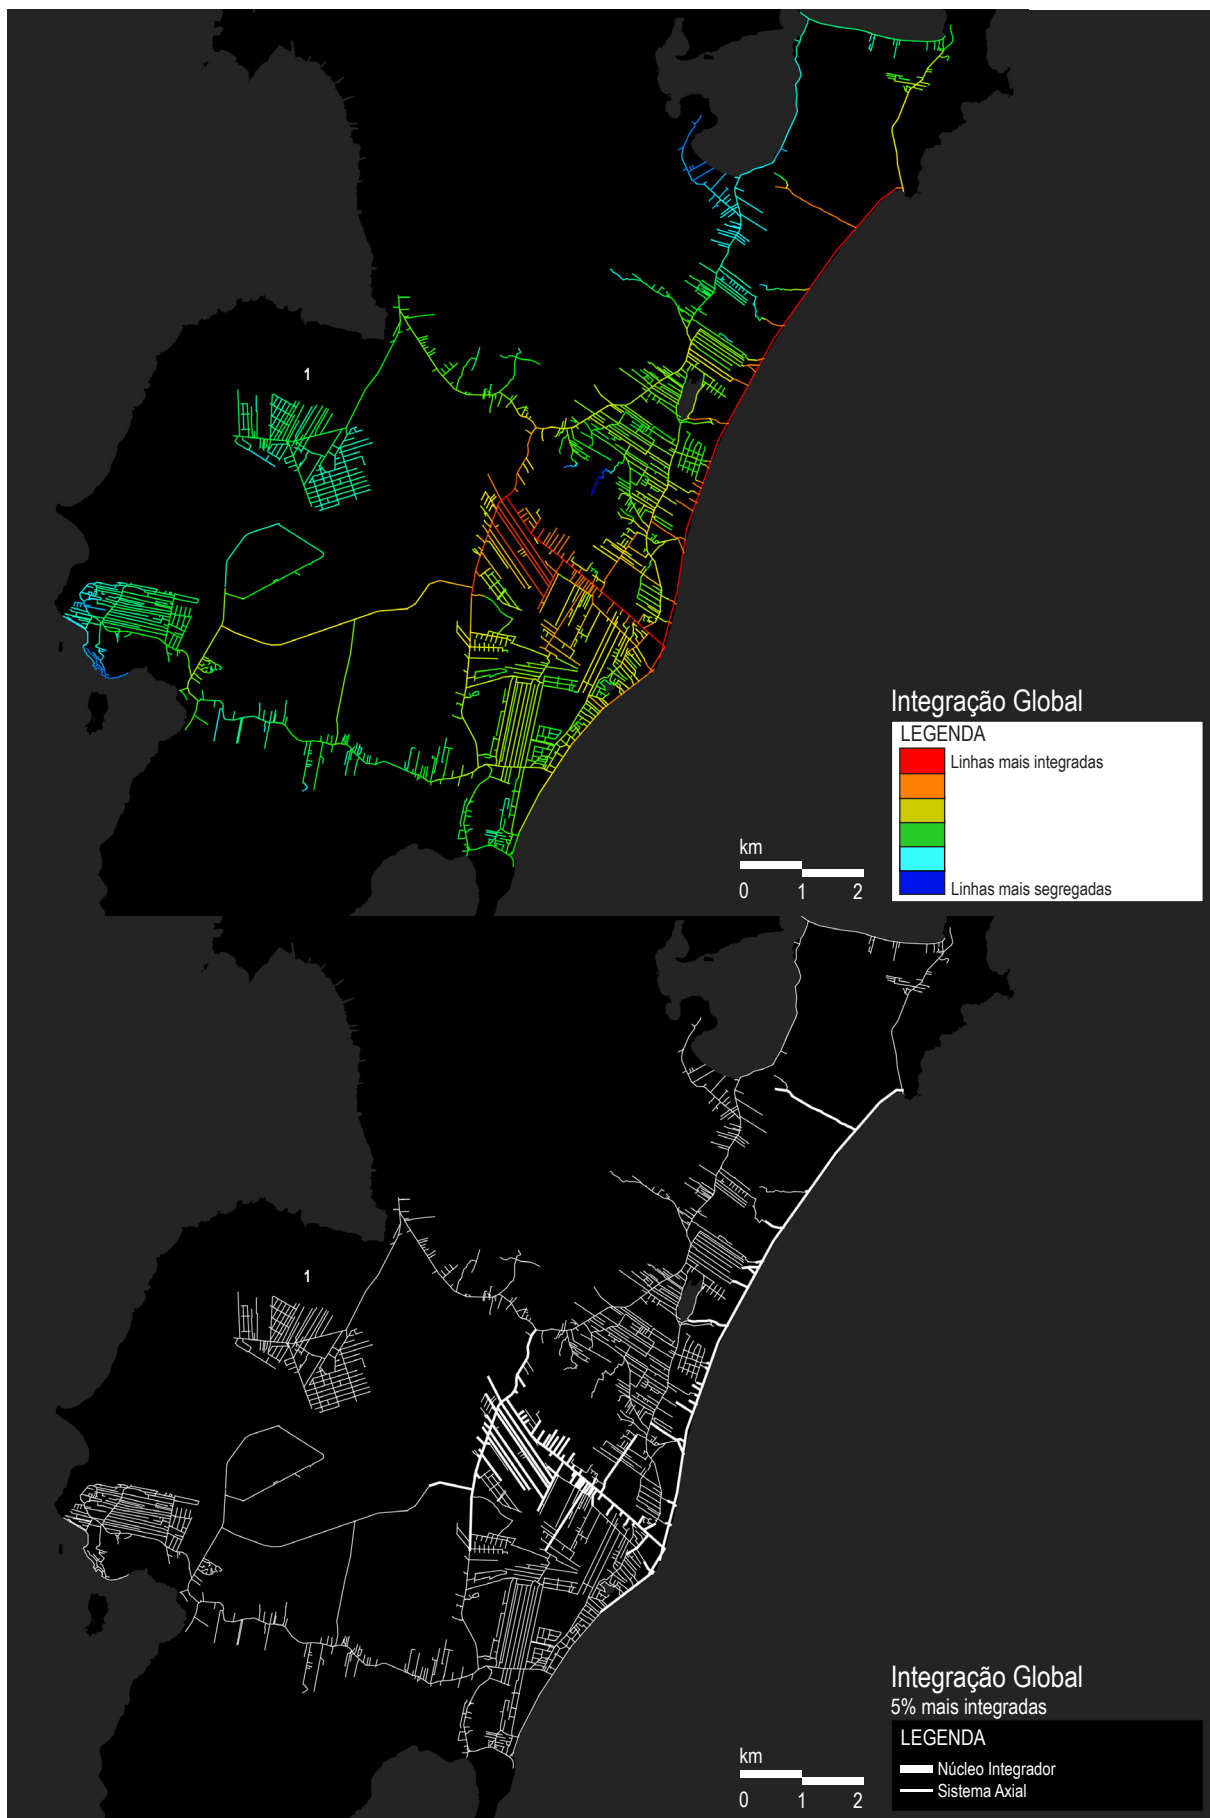 1
Integração Global
LEGENDA
Linhas mais integradas
Linhas mais segregadas
km
0 1 2
1
Integração Global
5% mais integradas
LEGENDA
Núcleo Integrador
Sistema Axial
km
0 1 2